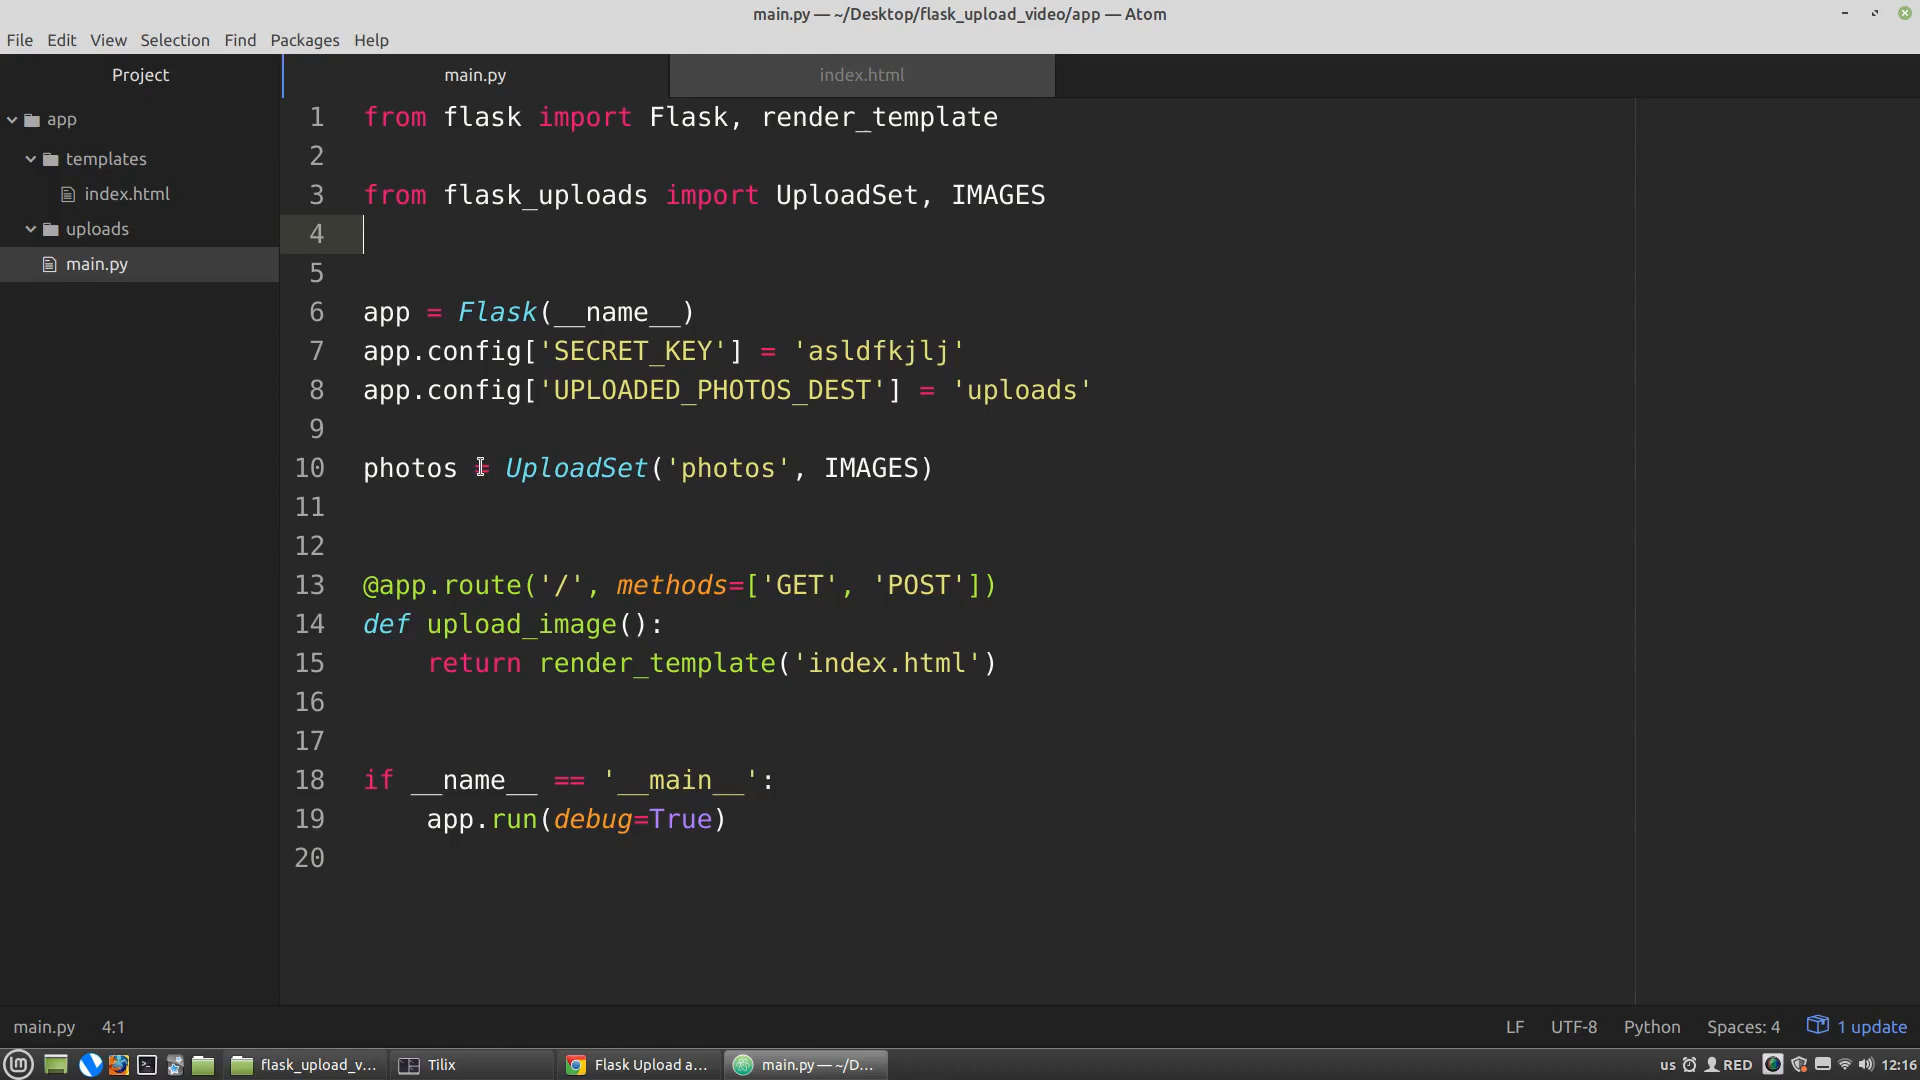 main.py — ~/Desktop/flask_upload_video/app — Atom
File Edit View Selection Find Packages Help
Project
main.py
index.html
app
templates
index.html
uploads
main.py
1 from flask import Flask, render_template
2
3 from flask_uploads import UploadSet, IMAGES
4
5
6 app = Flask(__name__)
7 app.config['SECRET_KEY'] = 'asldfkjlj'
8 app.config['UPLOADED_PHOTOS_DEST'] = 'uploads'
9
10 photos = UploadSet('photos', IMAGES)
11
12
13 @app.route('/', methods=['GET', 'POST'])
14 def upload_image():
15 return render_template('index.html')
16
17
18 if __name__ == '__main__':
19 app.run(debug=True)
20
main.py 4:1 LF UTF-8 Python Spaces: 4 1 update
flask_upload_v... Tilix Flask Upload a... main.py — ~/D... us RED 12:16